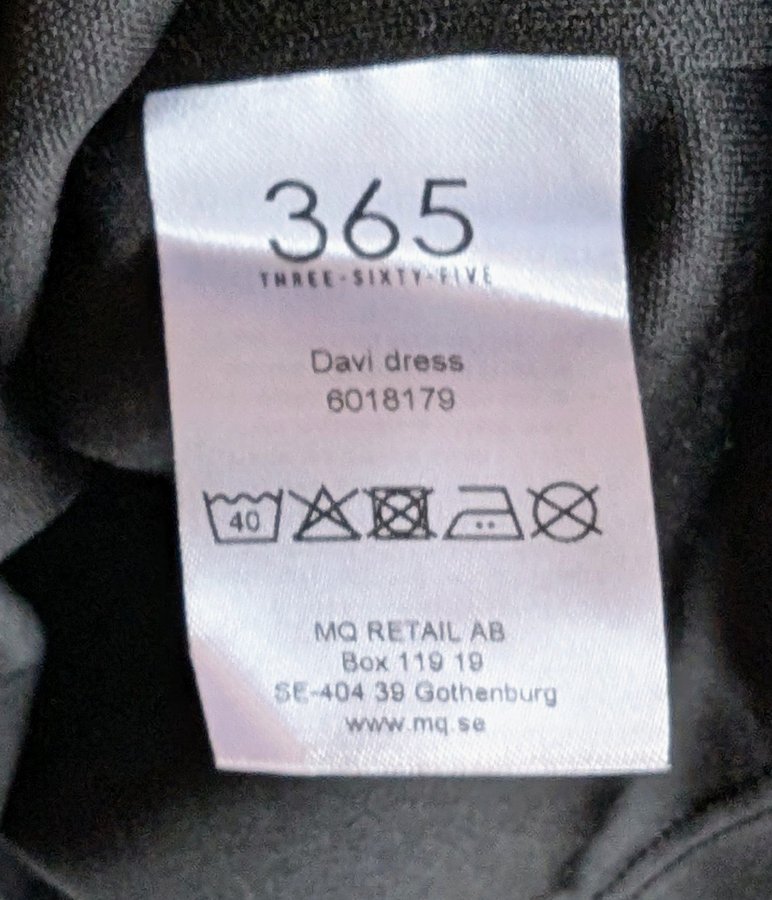 365
THREE-SIXTY-FIVE
Davi dress
6018179
40
MQ RETAIL AB
Box 119 19
SE-404 39 Gothenburg
www.mq.se